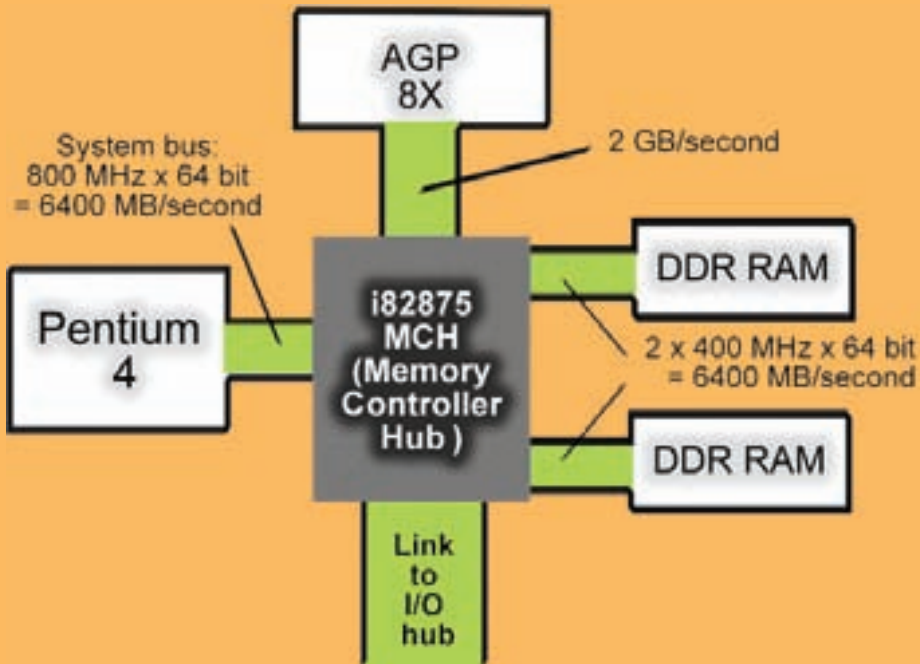 AGP
8X
System bus:
800 MHz x 64 bit
= 6400 MB/second
2 GB/second
Pentium
4
i82875
MCH
(Memory
Controller
Hub )
DDR RAM
2 x 400 MHz x 64 bit
= 6400 MB/second
DDR RAM
Link
to
I/O
hub